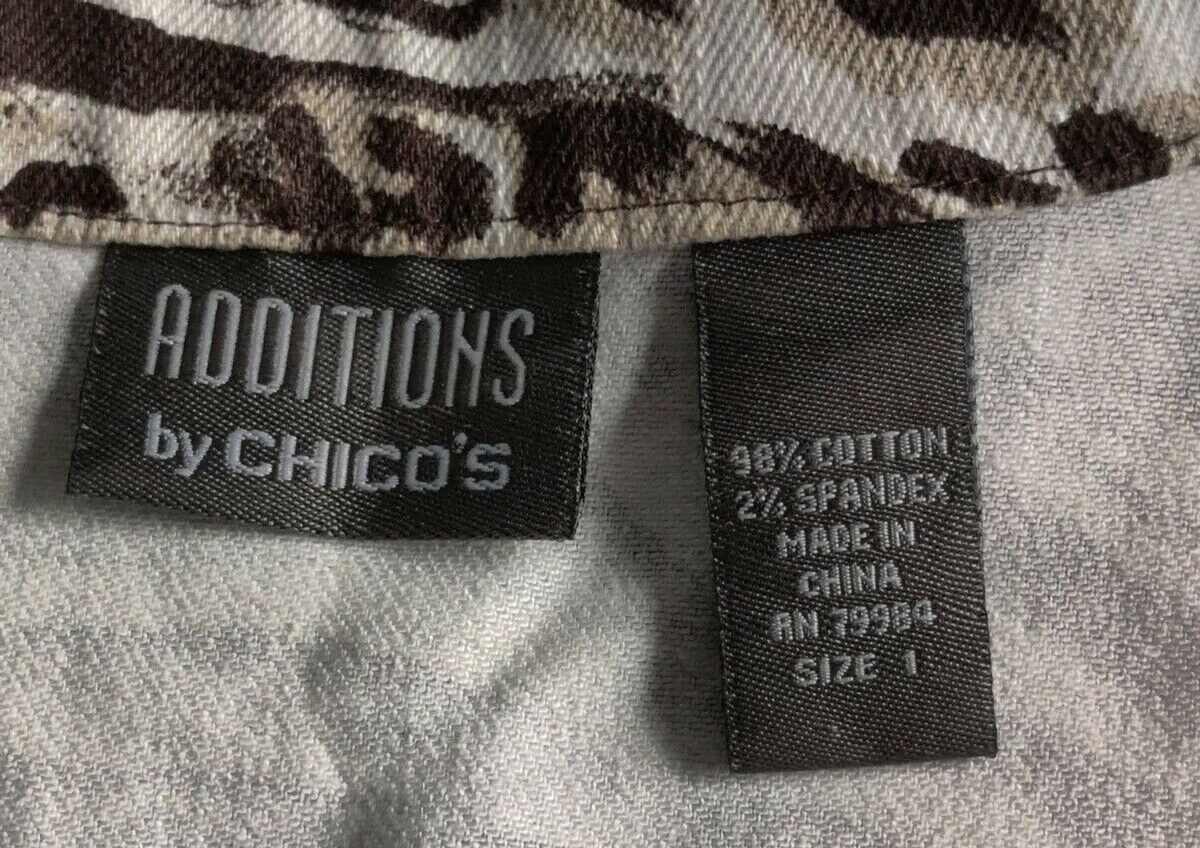 ADDITIONS
by CHICO'S
98% COTTON
2% SPANDEX
MADE IN
CHINA
RN 79984
SIZE 1